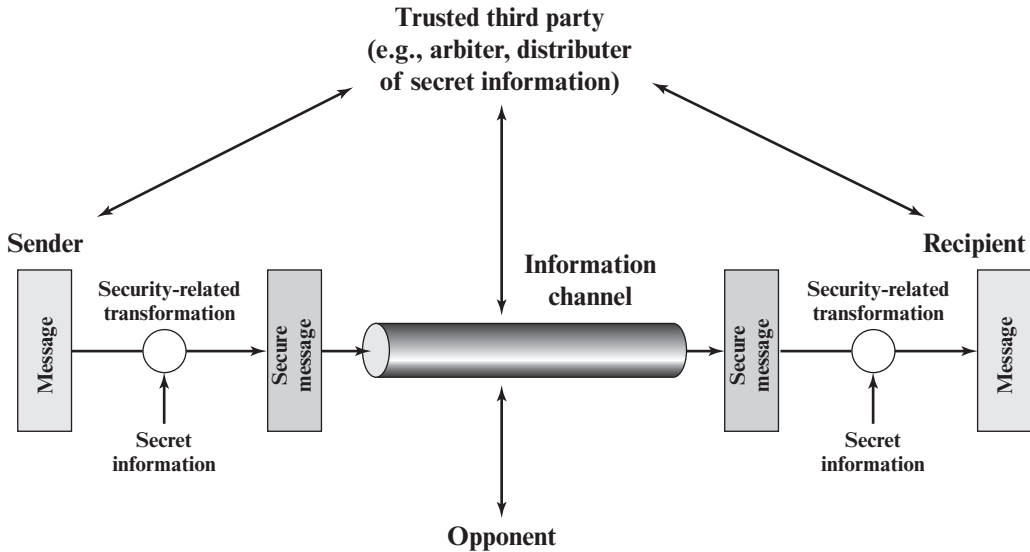 Trusted third party
(e.g., arbiter, distributer
of secret information)
Sender
Recipient
Information
channel
Security-related
transformation
Message
Secure
message
Secret
information
Security-related
transformation
Secure
message
Message
Secret
information
Opponent